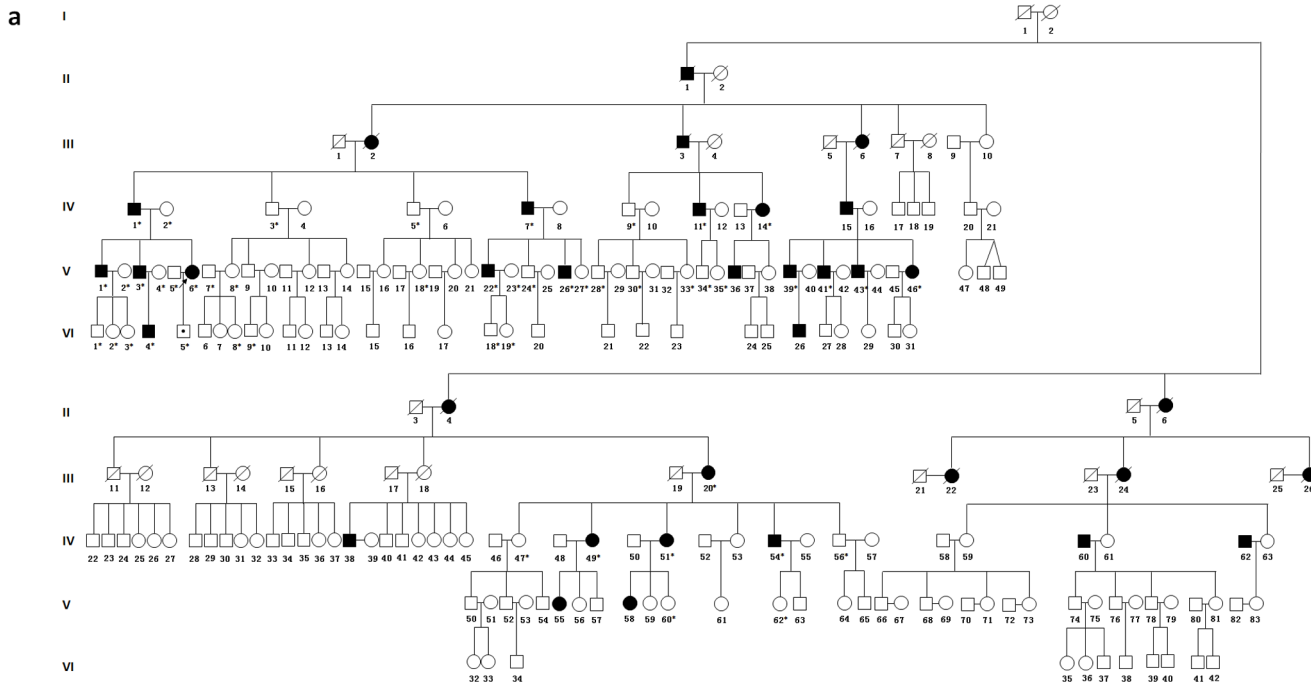 a
I
1 2
II
1 2
III
1 2 3 4 5 6 7 8 9 10
IV
1* 2* 3* 4 5* 6 7* 8 9* 10 11* 12 13 14* 15 16 17 18 19 20 21
V
1* 2* 3* 4* 5* 6* 7* 8* 9 10 11 12 13 14 15 16 17 18* 19 20 21 22* 23* 24* 25 26* 27* 28* 29 30* 31 32 33* 34* 35* 36 37 38 39* 40 41* 42 43* 44 45 46* 47 48 49
VI
1* 2* 3* 4* 5* 6 7 8* 9* 10 11 12 13 14 15 16 17 18* 19* 20 21 22 23 24 25 26 27 28 29 30 31
II
3 4 5 6
III
11 12 13 14 15 16 17 18 19 20* 21 22 23 24 25 26
IV
22 23 24 25 26 27 28 29 30 31 32 33 34 35 36 37 38 39 40 41 42 43 44 45 46 47* 48 49* 50 51* 52 53 54* 55 56* 57 58 59 60 61 62 63
V
50 51 52 53 54 55 56 57 58 59 60* 61 62* 63 64 65 66 67 68 69 70 71 72 73 74 75 76 77 78 79 80 81 82 83
VI
32 33 34 35 36 37 38 39 40 41 42